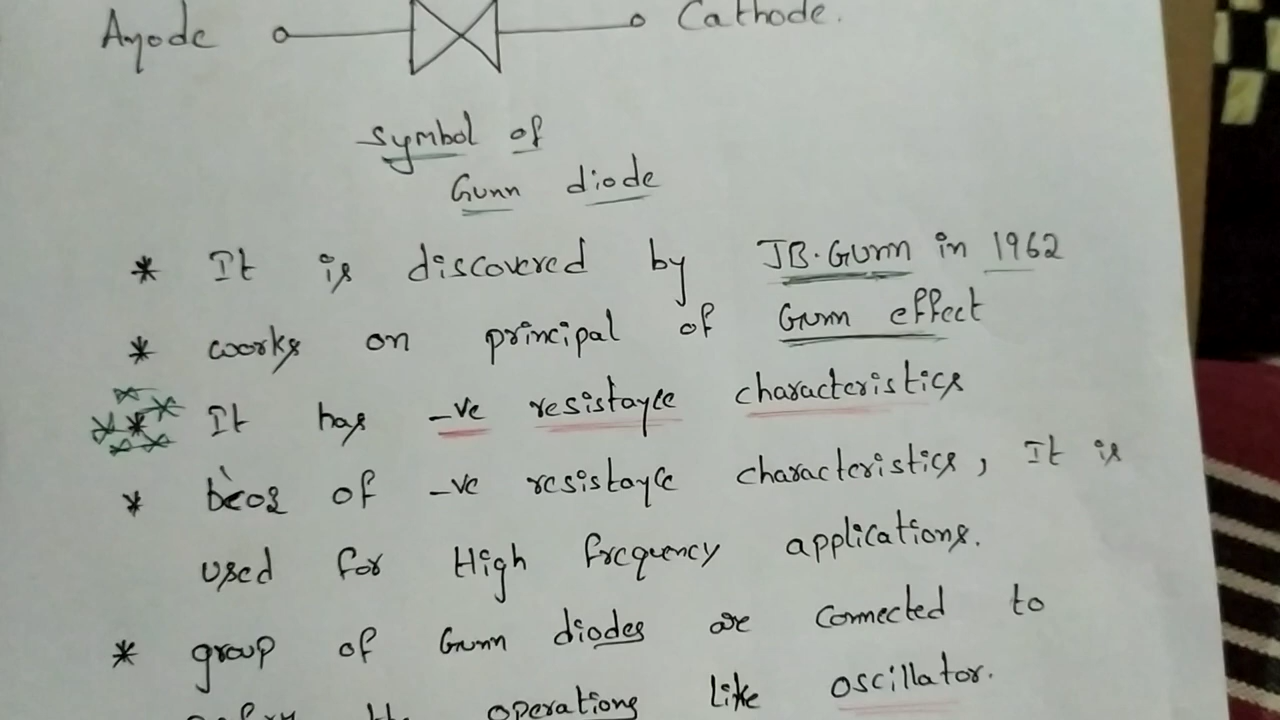 Anode Cathode.
Symbol of
Gunn diode
* It is discovered by J.B. Gunn in 1962
* works on principal of Gunn effect
* It has -ve resistance characteristics
* b'cos of -ve resistance characteristics, It is
used for High frequency applications.
* group of Gunn diodes are connected to
operations like oscillator.